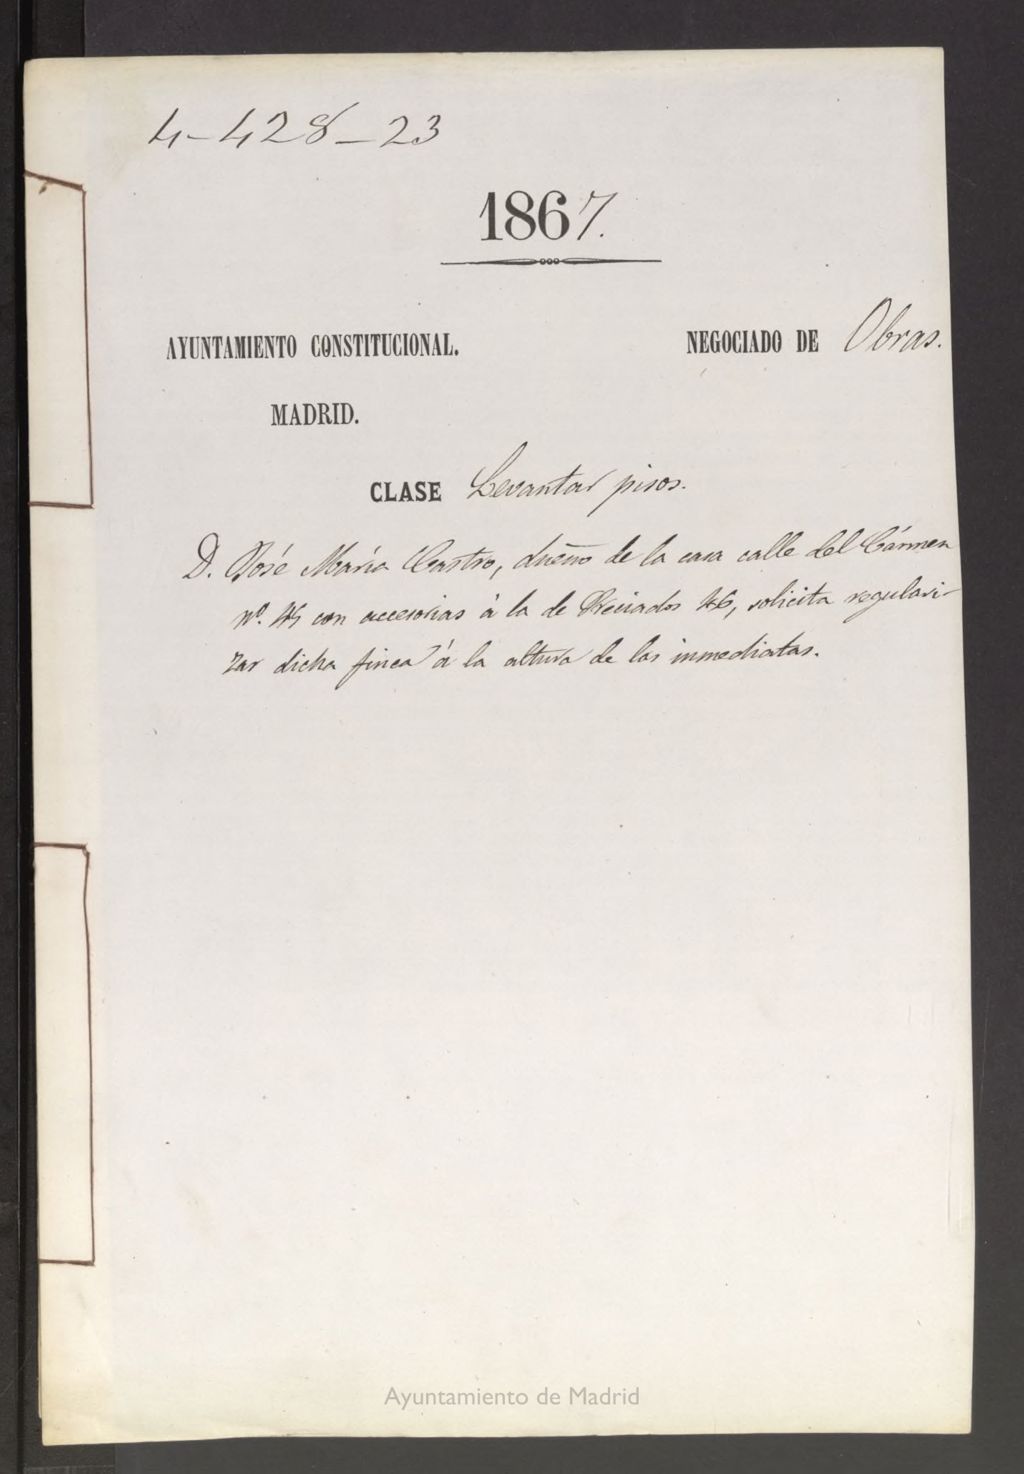 4-428-23
1867.
AYUNTAMIENTO CONSTITUCIONAL. NEGOCIADO DE Obras.
MADRID.
CLASE Levantar pisos.
D. José María Castro, dueño de la casa calle del Cármen
nº. con accesorias á la de Preciados 46, solicita regulari-
zar dicha finca á la altura de las inmediatas.
Ayuntamiento de Madrid